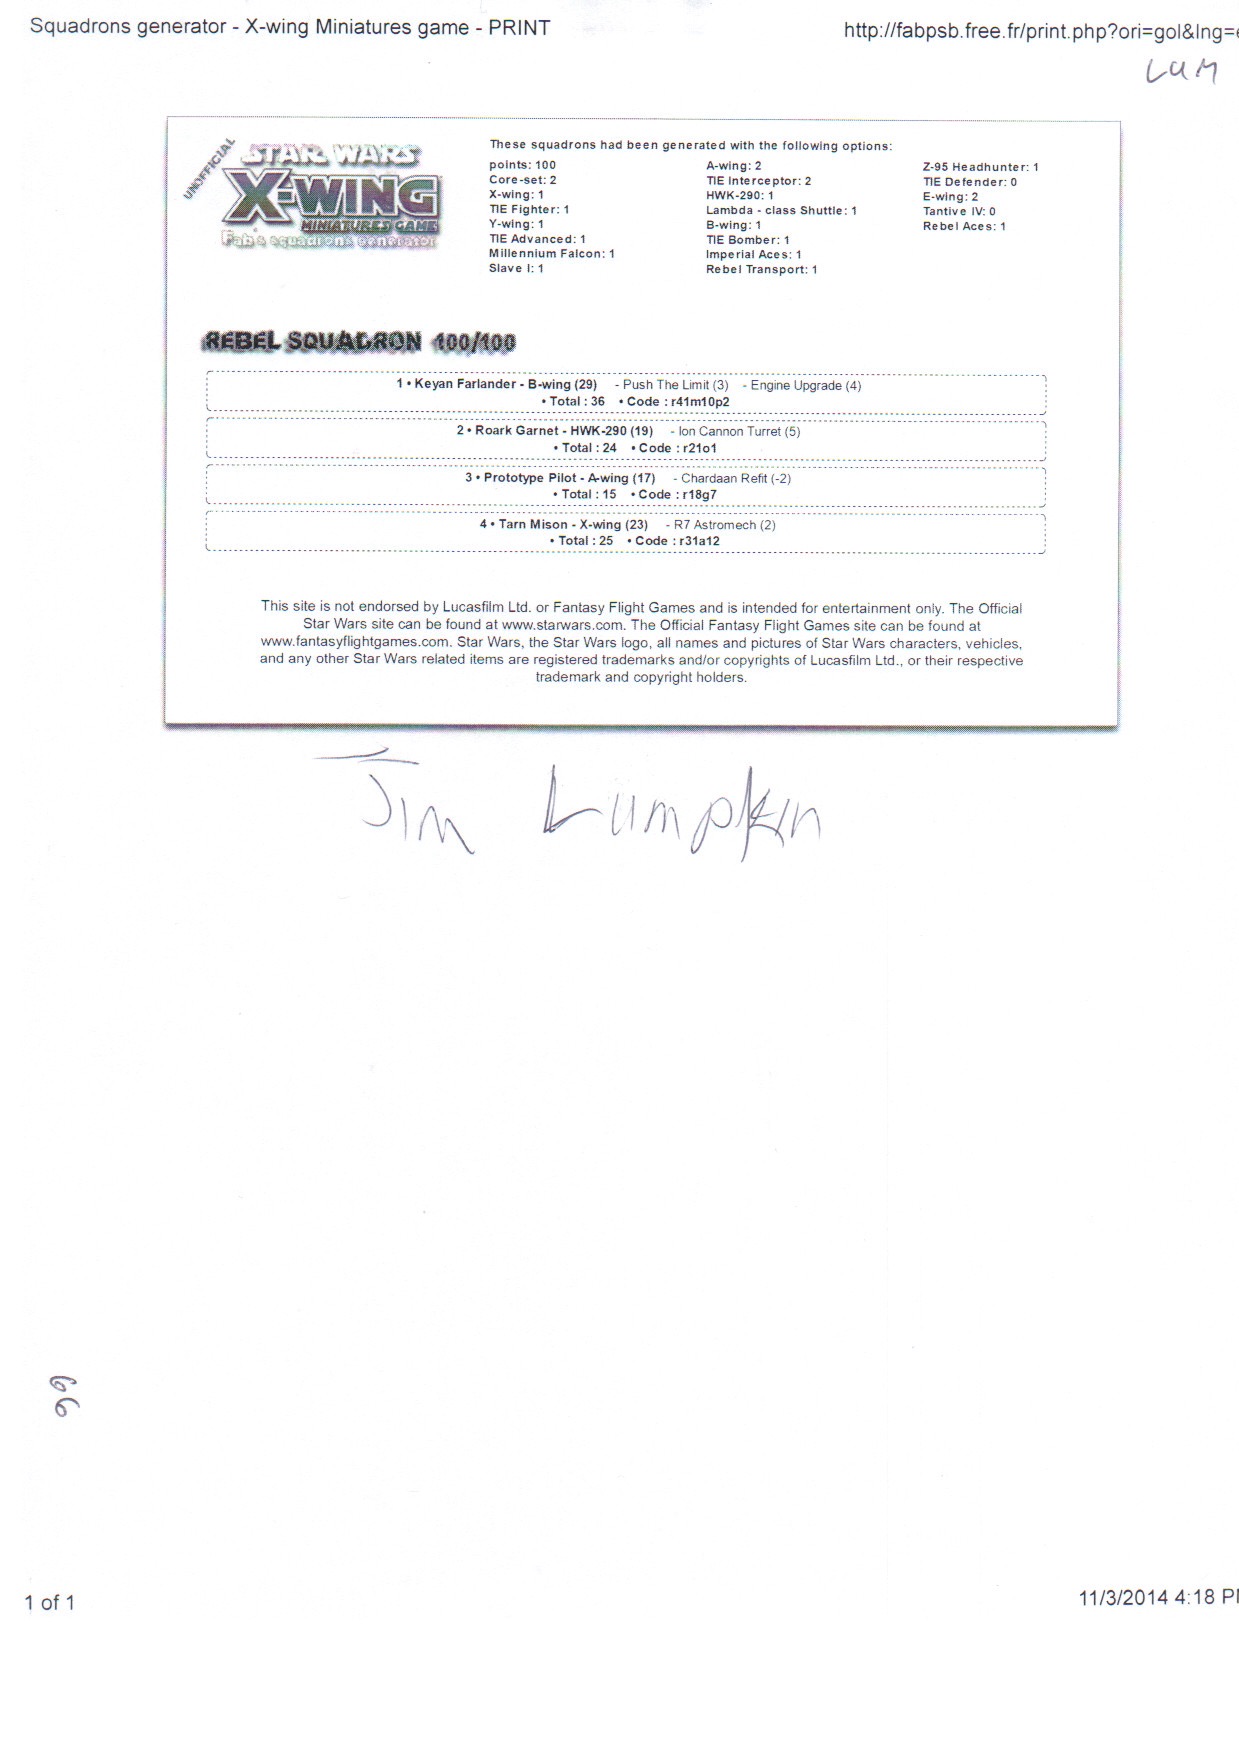 Squadrons generator - X-wing Miniatures game - PRINT
http://fabpsb.free.fr/print.php?ori=gol&lng=e
LUM
UNOFFICIAL
STAR WARS
X-WING
MINIATURES GAME
Fab's squadrons generator
These squadrons had been generated with the following options:
points: 100
Core-set: 2
X-wing: 1
TIE Fighter: 1
Y-wing: 1
TIE Advanced: 1
Millennium Falcon: 1
Slave I: 1
A-wing: 2
TIE Interceptor: 2
HWK-290: 1
Lambda - class Shuttle: 1
B-wing: 1
TIE Bomber: 1
Imperial Aces: 1
Rebel Transport: 1
Z-95 Headhunter: 1
TIE Defender: 0
E-wing: 2
Tantive IV: 0
Rebel Aces: 1
REBEL SQUADRON 100/100
1 • Keyan Farlander - B-wing (29) - Push The Limit (3) - Engine Upgrade (4)
• Total : 36 • Code : r41m10p2
2 • Roark Garnet - HWK-290 (19) - Ion Cannon Turret (5)
• Total : 24 • Code : r21o1
3 • Prototype Pilot - A-wing (17) - Chardaan Refit (-2)
• Total : 15 • Code : r18g7
4 • Tarn Mison - X-wing (23) - R7 Astromech (2)
• Total : 25 • Code : r31a12
This site is not endorsed by Lucasfilm Ltd. or Fantasy Flight Games and is intended for entertainment only. The Official
Star Wars site can be found at www.starwars.com. The Official Fantasy Flight Games site can be found at
www.fantasyflightgames.com. Star Wars, the Star Wars logo, all names and pictures of Star Wars characters, vehicles,
and any other Star Wars related items are registered trademarks and/or copyrights of Lucasfilm Ltd., or their respective
trademark and copyright holders.
Jim Lumpkin
66
1 of 1
11/3/2014 4:18 P